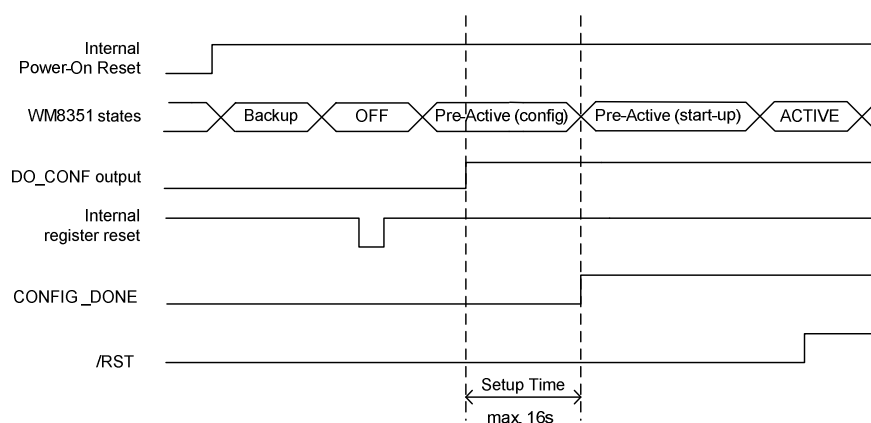 Internal
Power-On Reset
WM8351 states
Backup
OFF
Pre-Active (config)
Pre-Active (start-up)
ACTIVE
DO_CONF output
Internal
register reset
CONFIG_DONE
/RST
Setup Time
max. 16s